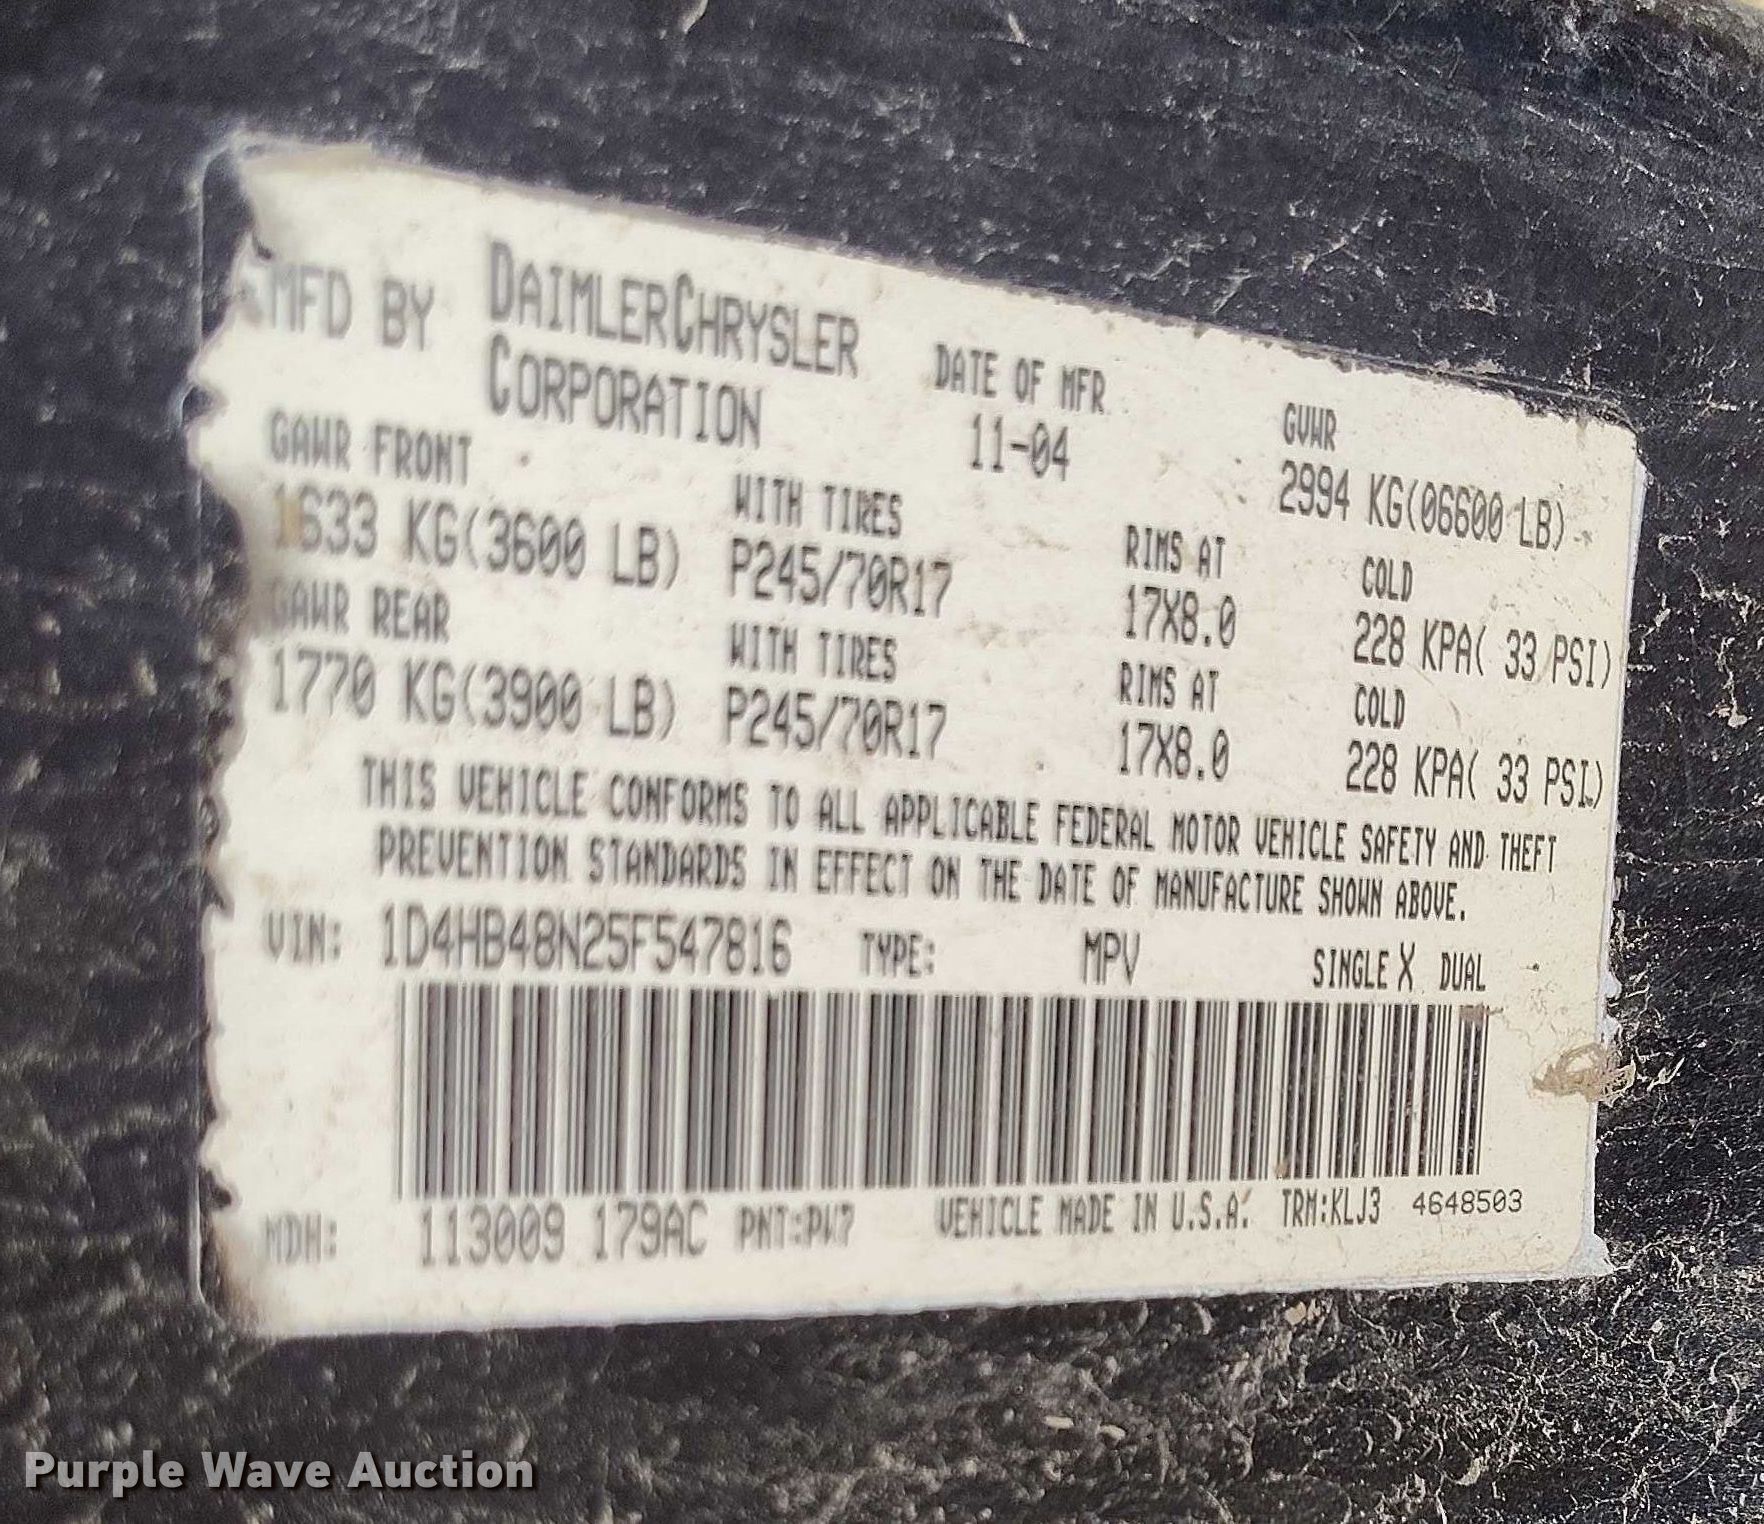 MFD BY DAIMLERCHRYSLER CORPORATION DATE OF MFR 11-04 GVWR 2994 KG(06600 LB)
GAWR FRONT WITH TIRES RIMS AT COLD
1633 KG(3600 LB) P245/70R17 17X8.0 228 KPA( 33 PSI)
GAWR REAR WITH TIRES RIMS AT COLD
1770 KG(3900 LB) P245/70R17 17X8.0 228 KPA( 33 PSI)
THIS VEHICLE CONFORMS TO ALL APPLICABLE FEDERAL MOTOR VEHICLE SAFETY AND THEFT
PREVENTION STANDARDS IN EFFECT ON THE DATE OF MANUFACTURE SHOWN ABOVE.
VIN: 1D4HB48N25F547816 TYPE: MPV SINGLE X DUAL
MDH: 113009 179AC PNT:PW7 VEHICLE MADE IN U.S.A. TRM:KLJ3 4648503
Purple Wave Auction